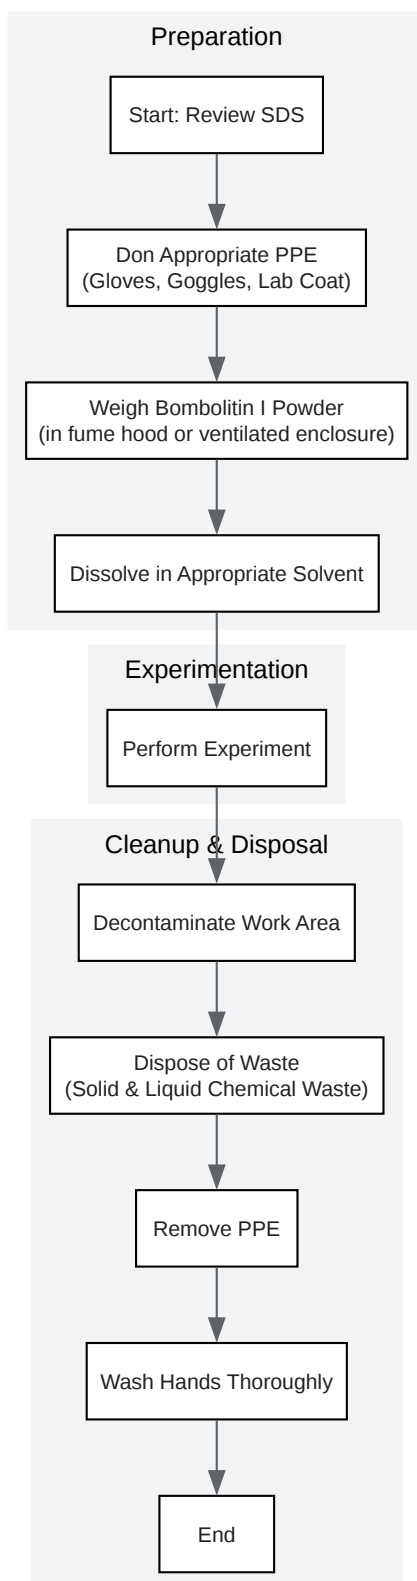 Preparation
Start: Review SDS
Don Appropriate PPE
(Gloves, Goggles, Lab Coat)
Weigh Bombolitin I Powder
(in fume hood or ventilated enclosure)
Dissolve in Appropriate Solvent
Experimentation
Perform Experiment
Cleanup & Disposal
Decontaminate Work Area
Dispose of Waste
(Solid & Liquid Chemical Waste)
Remove PPE
Wash Hands Thoroughly
End